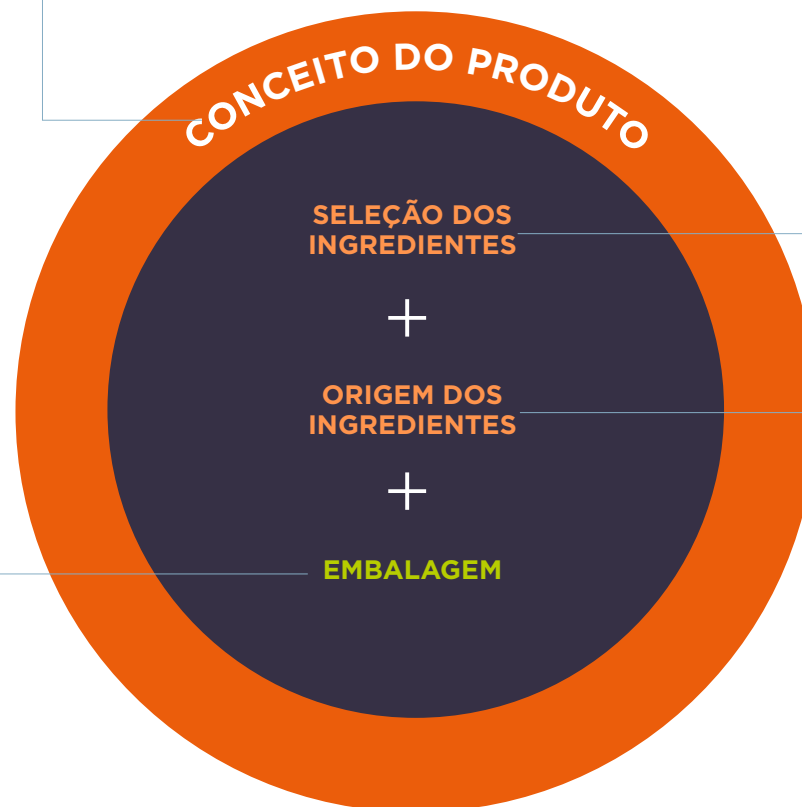 CONCEITO DO PRODUTO
SELEÇÃO DOS
INGREDIENTES
+
ORIGEM DOS
INGREDIENTES
+
EMBALAGEM